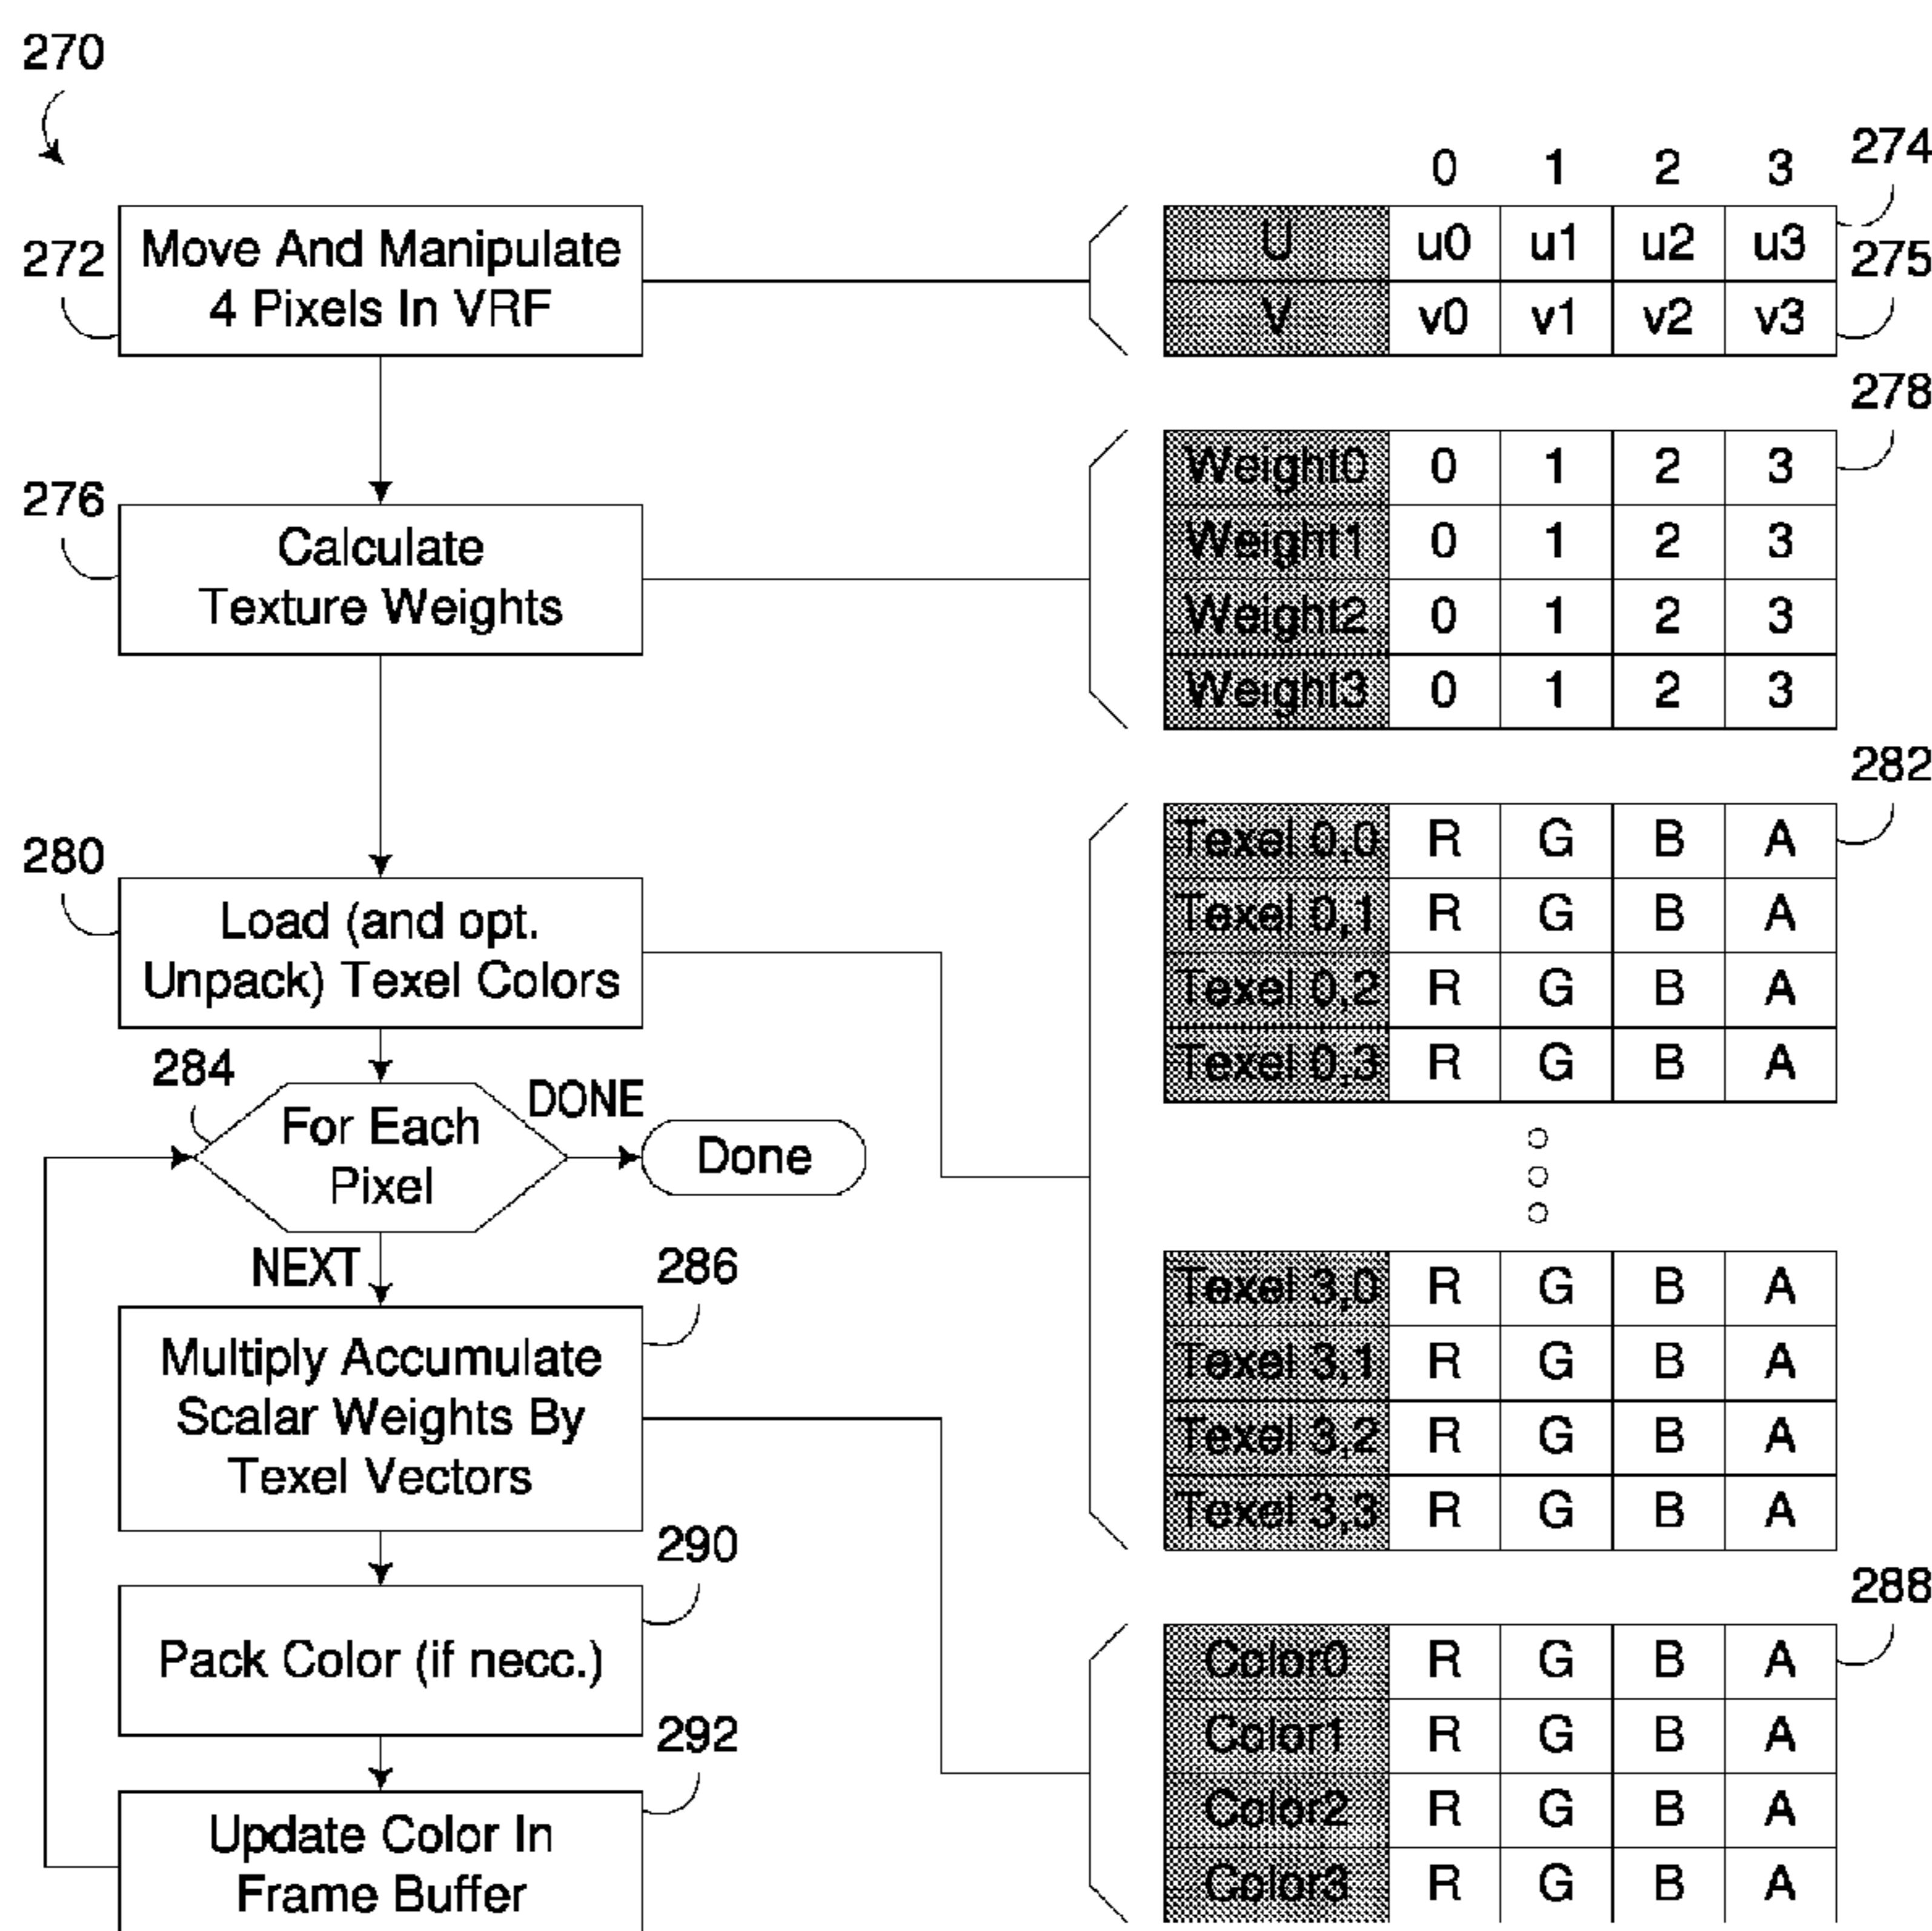 270
0 1 2 3 274
272 Move And Manipulate
4 Pixels In VRF
U u0 u1 u2 u3
275
V v0 v1 v2 v3
278
Weight0 0 1 2 3
Weight1 0 1 2 3
Weight2 0 1 2 3
Weight3 0 1 2 3
276 Calculate
Texture Weights
282
280 Load (and opt.
Unpack) Texel Colors
Texel 0,0 R G B A
Texel 0,1 R G B A
Texel 0,2 R G B A
Texel 0,3 R G B A
284 For Each
Pixel
DONE
Done
NEXT
286
Texel 3,0 R G B A
Texel 3,1 R G B A
Texel 3,2 R G B A
Texel 3,3 R G B A
Multiply Accumulate
Scalar Weights By
Texel Vectors
290
Pack Color (if necc.)
288
Color0 R G B A
Color1 R G B A
Color2 R G B A
Color3 R G B A
292
Update Color In
Frame Buffer